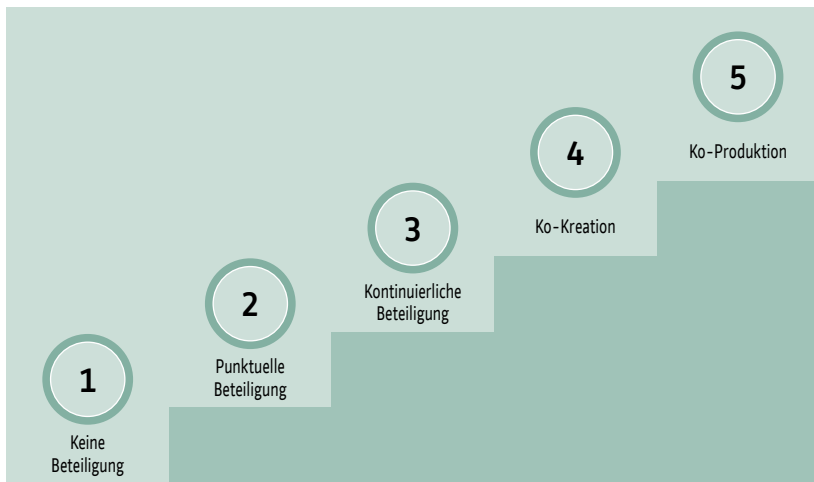 1
Keine
Beteiligung
2
Punktuelle
Beteiligung
3
Kontinuierliche
Beteiligung
4
Ko-Kreation
5
Ko-Produktion